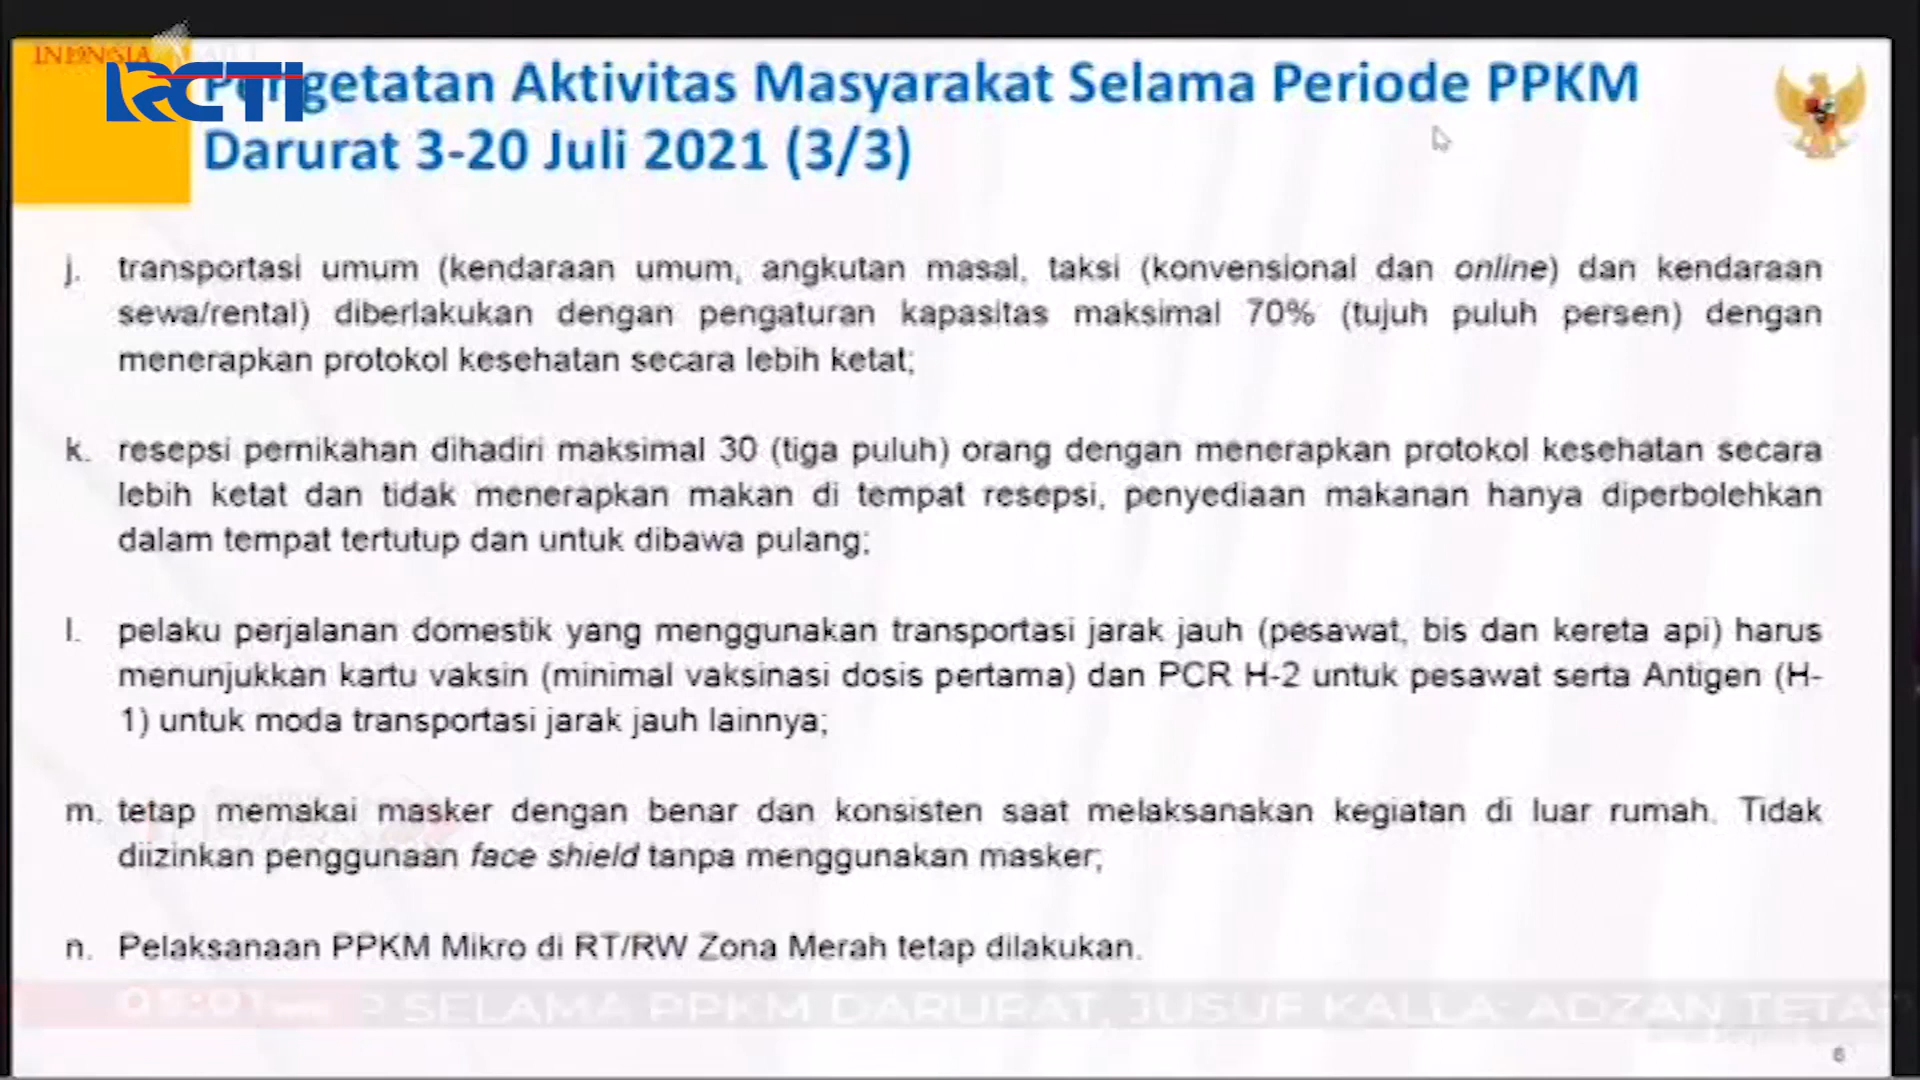 RCTI
Pengetatan Aktivitas Masyarakat Selama Periode PPKM
Darurat 3-20 Juli 2021 (3/3)
j. transportasi umum (kendaraan umum, angkutan masal, taksi (konvensional dan online) dan kendaraan
sewa/rental) diberlakukan dengan pengaturan kapasitas maksimal 70% (tujuh puluh persen) dengan
menerapkan protokol kesehatan secara lebih ketat;
k. resepsi pernikahan dihadiri maksimal 30 (tiga puluh) orang dengan menerapkan protokol kesehatan secara
lebih ketat dan tidak menerapkan makan di tempat resepsi, penyediaan makanan hanya diperbolehkan
dalam tempat tertutup dan untuk dibawa pulang;
l. pelaku perjalanan domestik yang menggunakan transportasi jarak jauh (pesawat, bis dan kereta api) harus
menunjukkan kartu vaksin (minimal vaksinasi dosis pertama) dan PCR H-2 untuk pesawat serta Antigen (H-
1) untuk moda transportasi jarak jauh lainnya;
m. tetap memakai masker dengan benar dan konsisten saat melaksanakan kegiatan di luar rumah. Tidak
diizinkan penggunaan face shield tanpa menggunakan masker;
n. Pelaksanaan PPKM Mikro di RT/RW Zona Merah tetap dilakukan.
SELAMA PPKM DARURAT, JUSUF KALLA: ADZAN
6